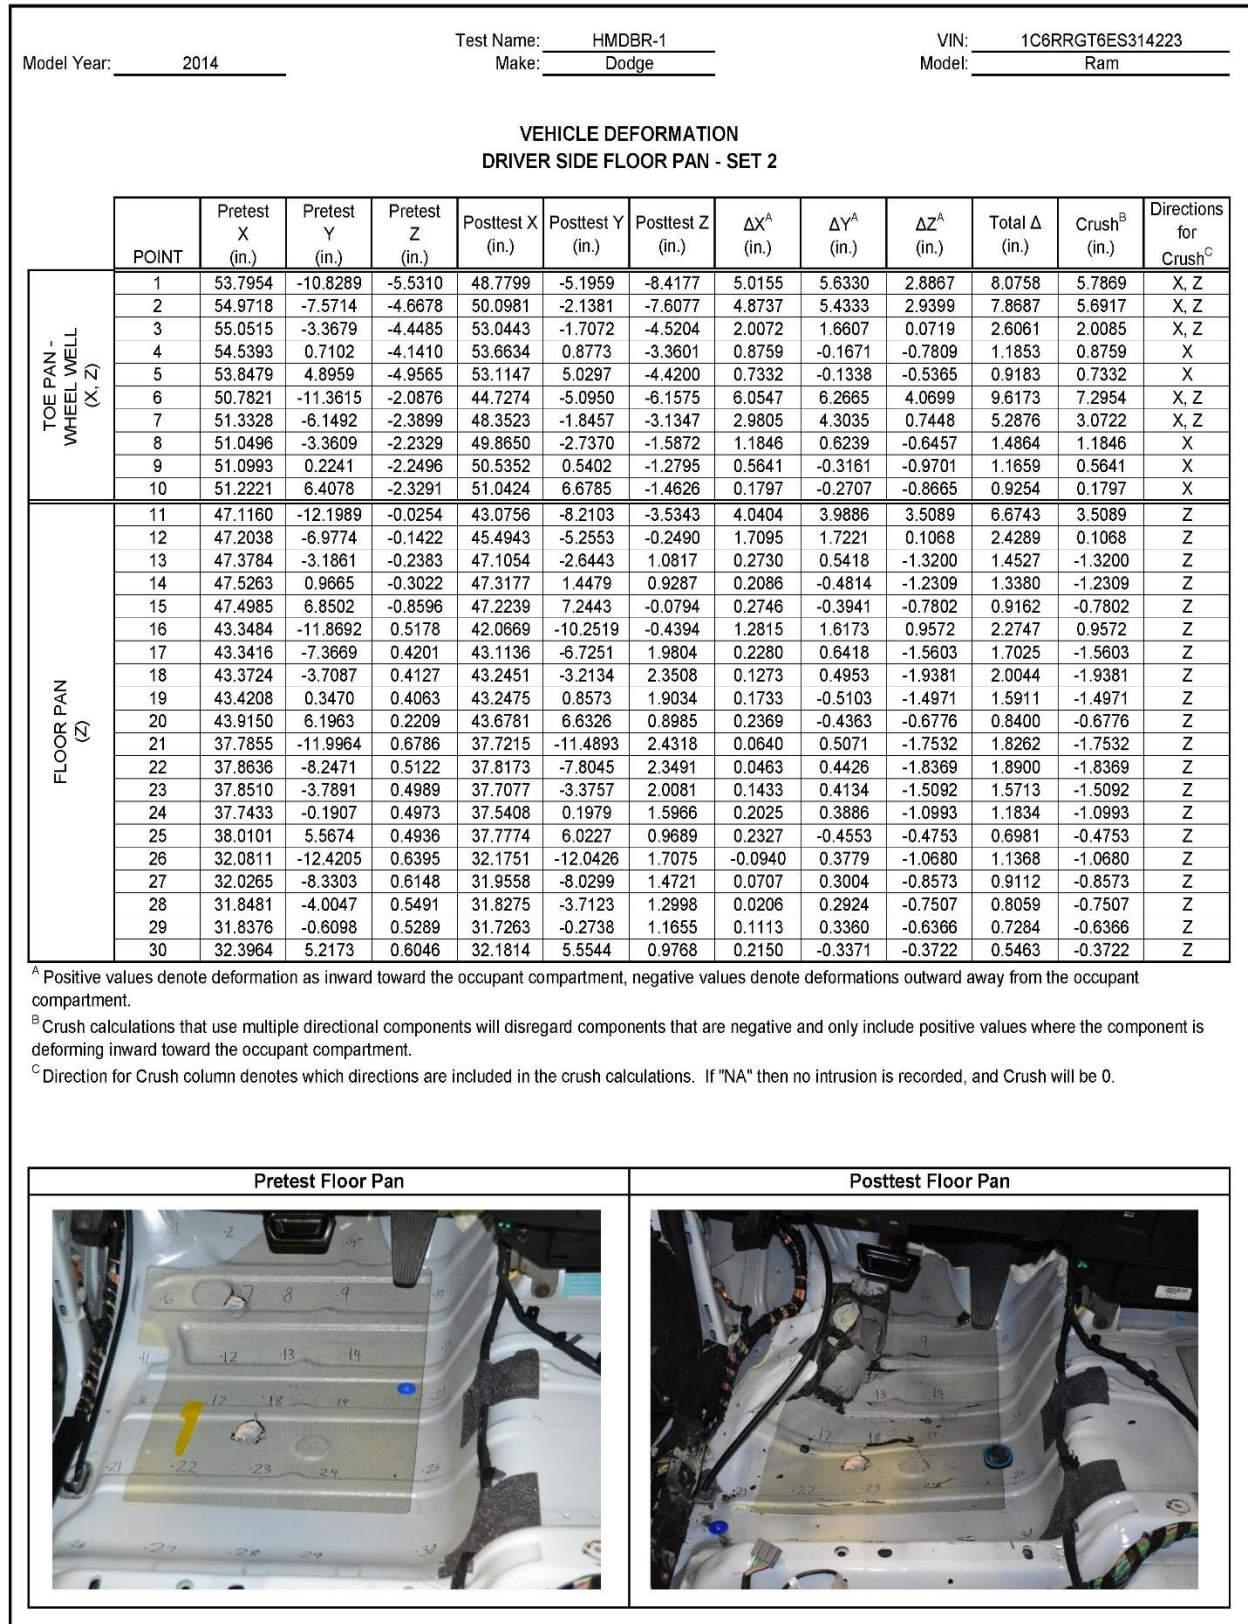 Test Name: HMDBR-1 VIN: 1C6RRGT6ES314223
Model Year: 2014 Make: Dodge Model: Ram
VEHICLE DEFORMATION
DRIVER SIDE FLOOR PAN - SET 2
POINT Pretest X (in.) Pretest Y (in.) Pretest Z (in.) Posttest X (in.) Posttest Y (in.) Posttest Z (in.) ΔXᴬ (in.) ΔYᴬ (in.) ΔZᴬ (in.) Total Δ (in.) Crushᴮ (in.) Directions for Crushᶜ
TOE PAN - WHEEL WELL (X, Z)
1 53.7954 -10.8289 -5.5310 48.7799 -5.1959 -8.4177 5.0155 5.6330 2.8867 8.0758 5.7869 X, Z
2 54.9718 -7.5714 -4.6678 50.0981 -2.1381 -7.6077 4.8737 5.4333 2.9399 7.8687 5.6917 X, Z
3 55.0515 -3.3679 -4.4485 53.0443 -1.7072 -4.5204 2.0072 1.6607 0.0719 2.6061 2.0085 X, Z
4 54.5393 0.7102 -4.1410 53.6634 0.8773 -3.3601 0.8759 -0.1671 -0.7809 1.1853 0.8759 X
5 53.8479 4.8959 -4.9565 53.1147 5.0297 -4.4200 0.7332 -0.1338 -0.5365 0.9183 0.7332 X
6 50.7821 -11.3615 -2.0876 44.7274 -5.0950 -6.1575 6.0547 6.2665 4.0699 9.6173 7.2954 X, Z
7 51.3328 -6.1492 -2.3899 48.3523 -1.8457 -3.1347 2.9805 4.3035 0.7448 5.2876 3.0722 X, Z
8 51.0496 -3.3609 -2.2329 49.8650 -2.7370 -1.5872 1.1846 0.6239 -0.6457 1.4864 1.1846 X
9 51.0993 0.2241 -2.2496 50.5352 0.5402 -1.2795 0.5641 -0.3161 -0.9701 1.1659 0.5641 X
10 51.2221 6.4078 -2.3291 51.0424 6.6785 -1.4626 0.1797 -0.2707 -0.8665 0.9254 0.1797 X
FLOOR PAN (Z)
11 47.1160 -12.1989 -0.0254 43.0756 -8.2103 -3.5343 4.0404 3.9886 3.5089 6.6743 3.5089 Z
12 47.2038 -6.9774 -0.1422 45.4943 -5.2553 -0.2490 1.7095 1.7221 0.1068 2.4289 0.1068 Z
13 47.3784 -3.1861 -0.2383 47.1054 -2.6443 1.0817 0.2730 0.5418 -1.3200 1.4527 -1.3200 Z
14 47.5263 0.9665 -0.3022 47.3177 1.4479 0.9287 0.2086 -0.4814 -1.2309 1.3380 -1.2309 Z
15 47.4985 6.8502 -0.8596 47.2239 7.2443 -0.0794 0.2746 -0.3941 -0.7802 0.9162 -0.7802 Z
16 43.3484 -11.8692 0.5178 42.0669 -10.2519 -0.4394 1.2815 1.6173 0.9572 2.2747 0.9572 Z
17 43.3416 -7.3669 0.4201 43.1136 -6.7251 1.9804 0.2280 0.6418 -1.5603 1.7025 -1.5603 Z
18 43.3724 -3.7087 0.4127 43.2451 -3.2134 2.3508 0.1273 0.4953 -1.9381 2.0044 -1.9381 Z
19 43.4208 0.3470 0.4063 43.2475 0.8573 1.9034 0.1733 -0.5103 -1.4971 1.5911 -1.4971 Z
20 43.9150 6.1963 0.2209 43.6781 6.6326 0.8985 0.2369 -0.4363 -0.6776 0.8400 -0.6776 Z
21 37.7855 -11.9964 0.6786 37.7215 -11.4893 2.4318 0.0640 0.5071 -1.7532 1.8262 -1.7532 Z
22 37.8636 -8.2471 0.5122 37.8173 -7.8045 2.3491 0.0463 0.4426 -1.8369 1.8900 -1.8369 Z
23 37.8510 -3.7891 0.4989 37.7077 -3.3757 2.0081 0.1433 0.4134 -1.5092 1.5713 -1.5092 Z
24 37.7433 -0.1907 0.4973 37.5408 0.1979 1.5966 0.2025 0.3886 -1.0993 1.1834 -1.0993 Z
25 38.0101 5.5674 0.4936 37.7774 6.0227 0.9689 0.2327 -0.4553 -0.4753 0.6981 -0.4753 Z
26 32.0811 -12.4205 0.6395 32.1751 -12.0426 1.7075 -0.0940 0.3779 -1.0680 1.1368 -1.0680 Z
27 32.0265 -8.3303 0.6148 31.9558 -8.0299 1.4721 0.0707 0.3004 -0.8573 0.9112 -0.8573 Z
28 31.8481 -4.0047 0.5491 31.8275 -3.7123 1.2998 0.0206 0.2924 -0.7507 0.8059 -0.7507 Z
29 31.8376 -0.6098 0.5289 31.7263 -0.2738 1.1655 0.1113 0.3360 -0.6366 0.7284 -0.6366 Z
30 32.3964 5.2173 0.6046 32.1814 5.5544 0.9768 0.2150 -0.3371 -0.3722 0.5463 -0.3722 Z
ᴬ Positive values denote deformation as inward toward the occupant compartment, negative values denote deformations outward away from the occupant
compartment.
ᴮ Crush calculations that use multiple directional components will disregard components that are negative and only include positive values where the component is
deforming inward toward the occupant compartment.
ᶜ Direction for Crush column denotes which directions are included in the crush calculations. If "NA" then no intrusion is recorded, and Crush will be 0.
Pretest Floor Pan Posttest Floor Pan
2 4
6 7 8 9 10
11 12 13 14
16 17 18 19
21 22 23 24 25
26 27 28 29 30
6
9
13 14
17 18
21 22 23